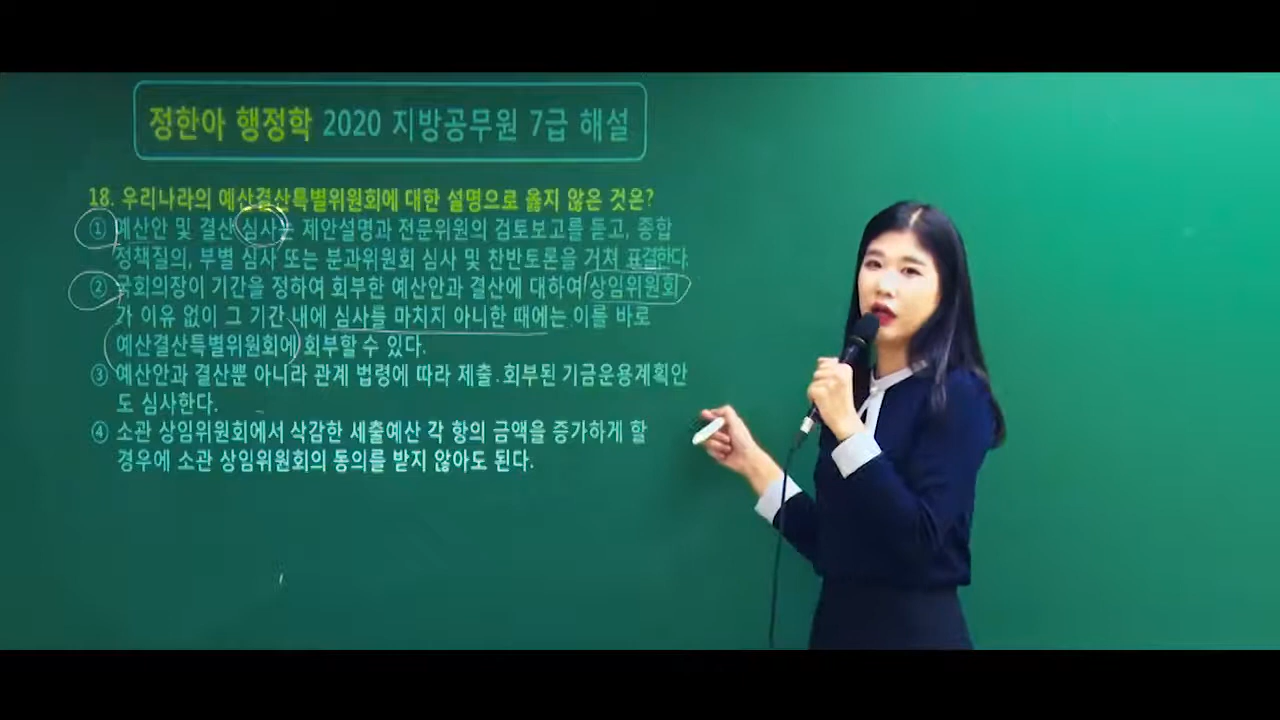 정한아 행정학 2020 지방공무원 7급 해설
18. 우리나라의 예산결산특별위원회에 대한 설명으로 옳지 않은 것은?
① 예산안 및 결산 심사는 제안설명과 전문위원의 검토보고를 듣고, 종합
정책질의, 부별 심사 또는 분과위원회 심사 및 찬반토론을 거쳐 표결한다.
② 국회의장이 기간을 정하여 회부한 예산안과 결산에 대하여 상임위원회
가 이유 없이 그 기간 내에 심사를 마치지 아니한 때에는 이를 바로
예산결산특별위원회에 회부할 수 있다.
③ 예산안과 결산뿐 아니라 관계 법령에 따라 제출·회부된 기금운용계획안
도 심사한다.
④ 소관 상임위원회에서 삭감한 세출예산 각 항의 금액을 증가하게 할
경우에 소관 상임위원회의 동의를 받지 않아도 된다.